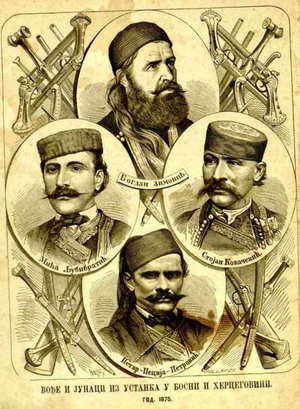 Богдан Зимонић.
Мића Љубибратић.
Стојан Ковачевић.
Петар-Пеција-Петровић.
ВОЂЕ И ЈУНАЦИ ИЗ УСТАНКА У БОСНИ И ХЕРЦЕГОВИНИ.
ГОД. 1875.